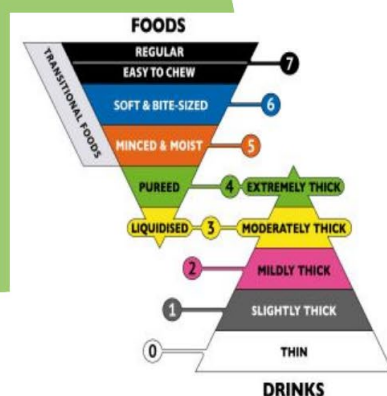 FOODS
REGULAR
EASY TO CHEW
7
TRANSITIONAL FOODS
SOFT & BITE-SIZED
6
MINCED & MOIST
5
PUREED
4
EXTREMELY THICK
LIQUIDISED
3
MODERATELY THICK
2
MILDLY THICK
1
SLIGHTLY THICK
0
THIN
DRINKS